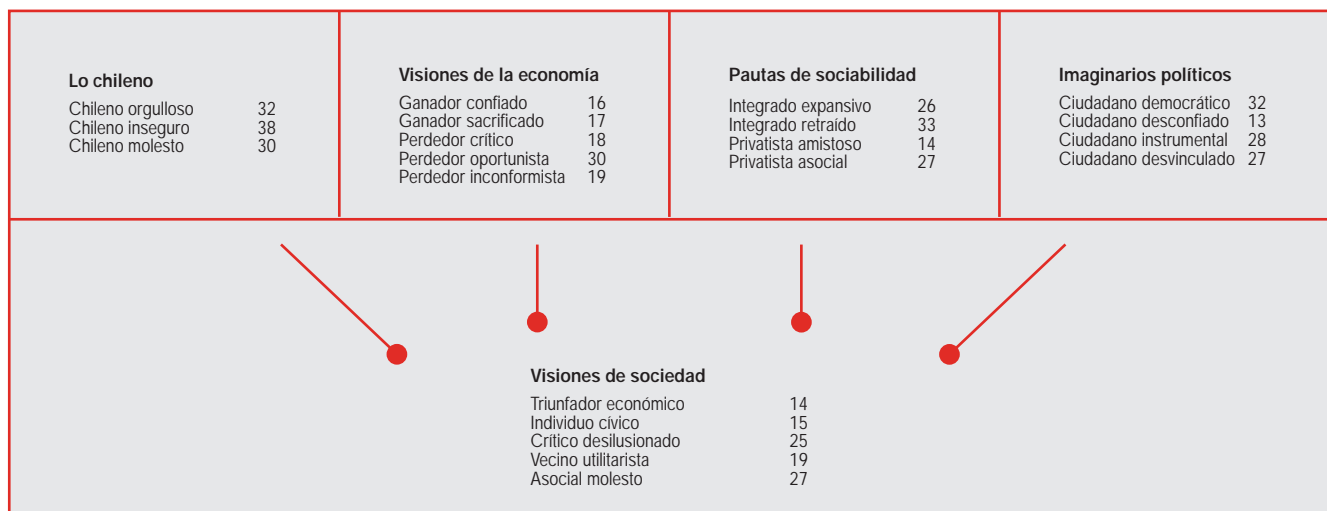 Lo chileno
Chileno orgulloso 32
Chileno inseguro 38
Chileno molesto 30
Visiones de la economía
Ganador confiado 16
Ganador sacrificado 17
Perdedor crítico 18
Perdedor oportunista 30
Perdedor inconformista 19
Pautas de sociabilidad
Integrado expansivo 26
Integrado retraído 33
Privatista amistoso 14
Privatista asocial 27
Imaginarios políticos
Ciudadano democrático 32
Ciudadano desconfiado 13
Ciudadano instrumental 28
Ciudadano desvinculado 27
Visiones de sociedad
Triunfador económico 14
Individuo cívico 15
Crítico desilusionado 25
Vecino utilitarista 19
Asocial molesto 27